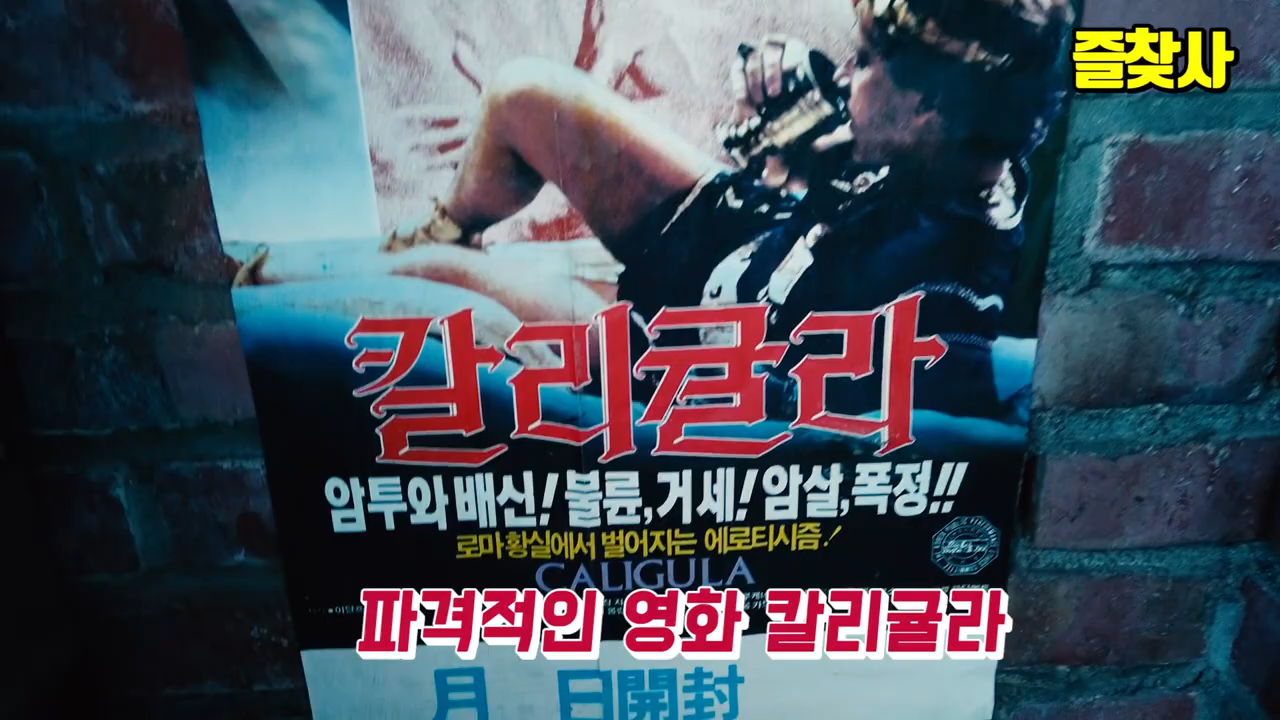 즐찾사
칼리귤라
암투와 배신! 불륜, 거세! 암살, 폭정!!
로마 황실에서 벌어지는 에로티시즘!
CALIGULA
파격적인 영화 칼리귤라
月 日開封